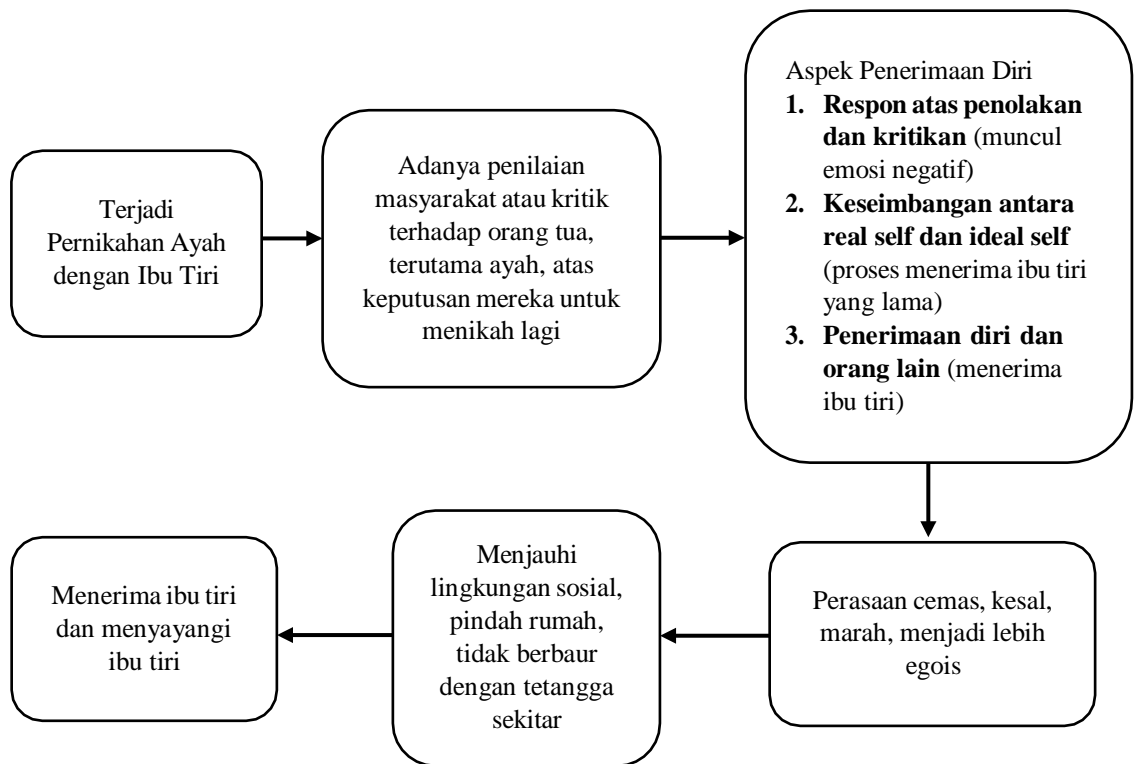 Terjadi
Pernikahan Ayah
dengan Ibu Tiri
Adanya penilaian
masyarakat atau kritik
terhadap orang tua,
terutama ayah, atas
keputusan mereka untuk
menikah lagi
Aspek Penerimaan Diri
1. Respon atas penolakan
dan kritikan (muncul
emosi negatif)
2. Keseimbangan antara
real self dan ideal self
(proses menerima ibu tiri
yang lama)
3. Penerimaan diri dan
orang lain (menerima
ibu tiri)
Perasaan cemas, kesal,
marah, menjadi lebih
egois
Menjauhi
lingkungan sosial,
pindah rumah,
tidak berbaur
dengan tetangga
sekitar
Menerima ibu tiri
dan menyayangi
ibu tiri